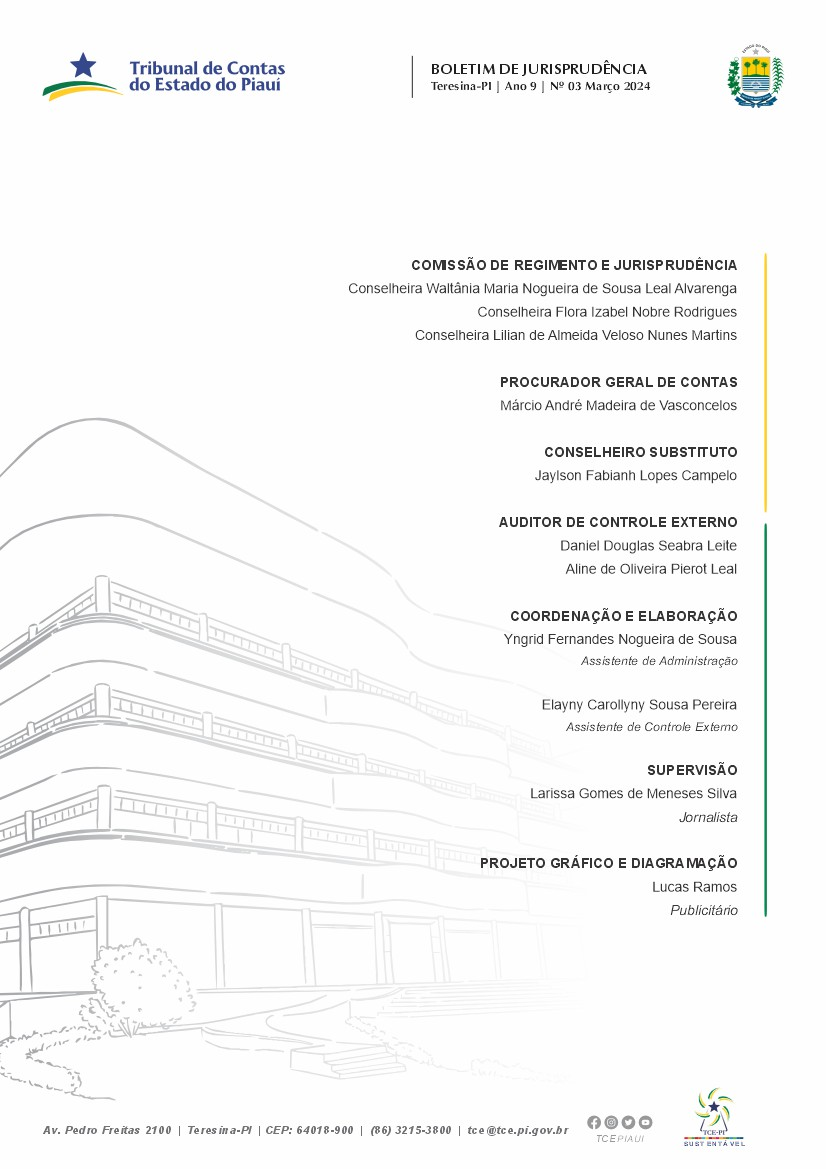 Tribunal de Contas
do Estado do Piauí
BOLETIM DE JURISPRUDÊNCIA
Teresina-PI | Ano 9 | Nº 03 Março 2024
ESTADO DO PIAUÍ
COMISSÃO DE REGIMENTO E JURISPRUDÊNCIA
Conselheira Waltânia Maria Nogueira de Sousa Leal Alvarenga
Conselheira Flora Izabel Nobre Rodrigues
Conselheira Lilian de Almeida Veloso Nunes Martins
PROCURADOR GERAL DE CONTAS
Márcio André Madeira de Vasconcelos
CONSELHEIRO SUBSTITUTO
Jaylson Fabianh Lopes Campelo
AUDITOR DE CONTROLE EXTERNO
Daniel Douglas Seabra Leite
Aline de Oliveira Pierot Leal
COORDENAÇÃO E ELABORAÇÃO
Yngrid Fernandes Nogueira de Sousa
Assistente de Administração
Elayny Carollyny Sousa Pereira
Assistente de Controle Externo
SUPERVISÃO
Larissa Gomes de Meneses Silva
Jornalista
PROJETO GRÁFICO E DIAGRAMAÇÃO
Lucas Ramos
Publicitário
Av. Pedro Freitas 2100 | Teresina-PI | CEP: 64018-900 | (86) 3215-3800 | tce@tce.pi.gov.br
TCEPIAUI
TCE-PI
SUSTENTÁVEL